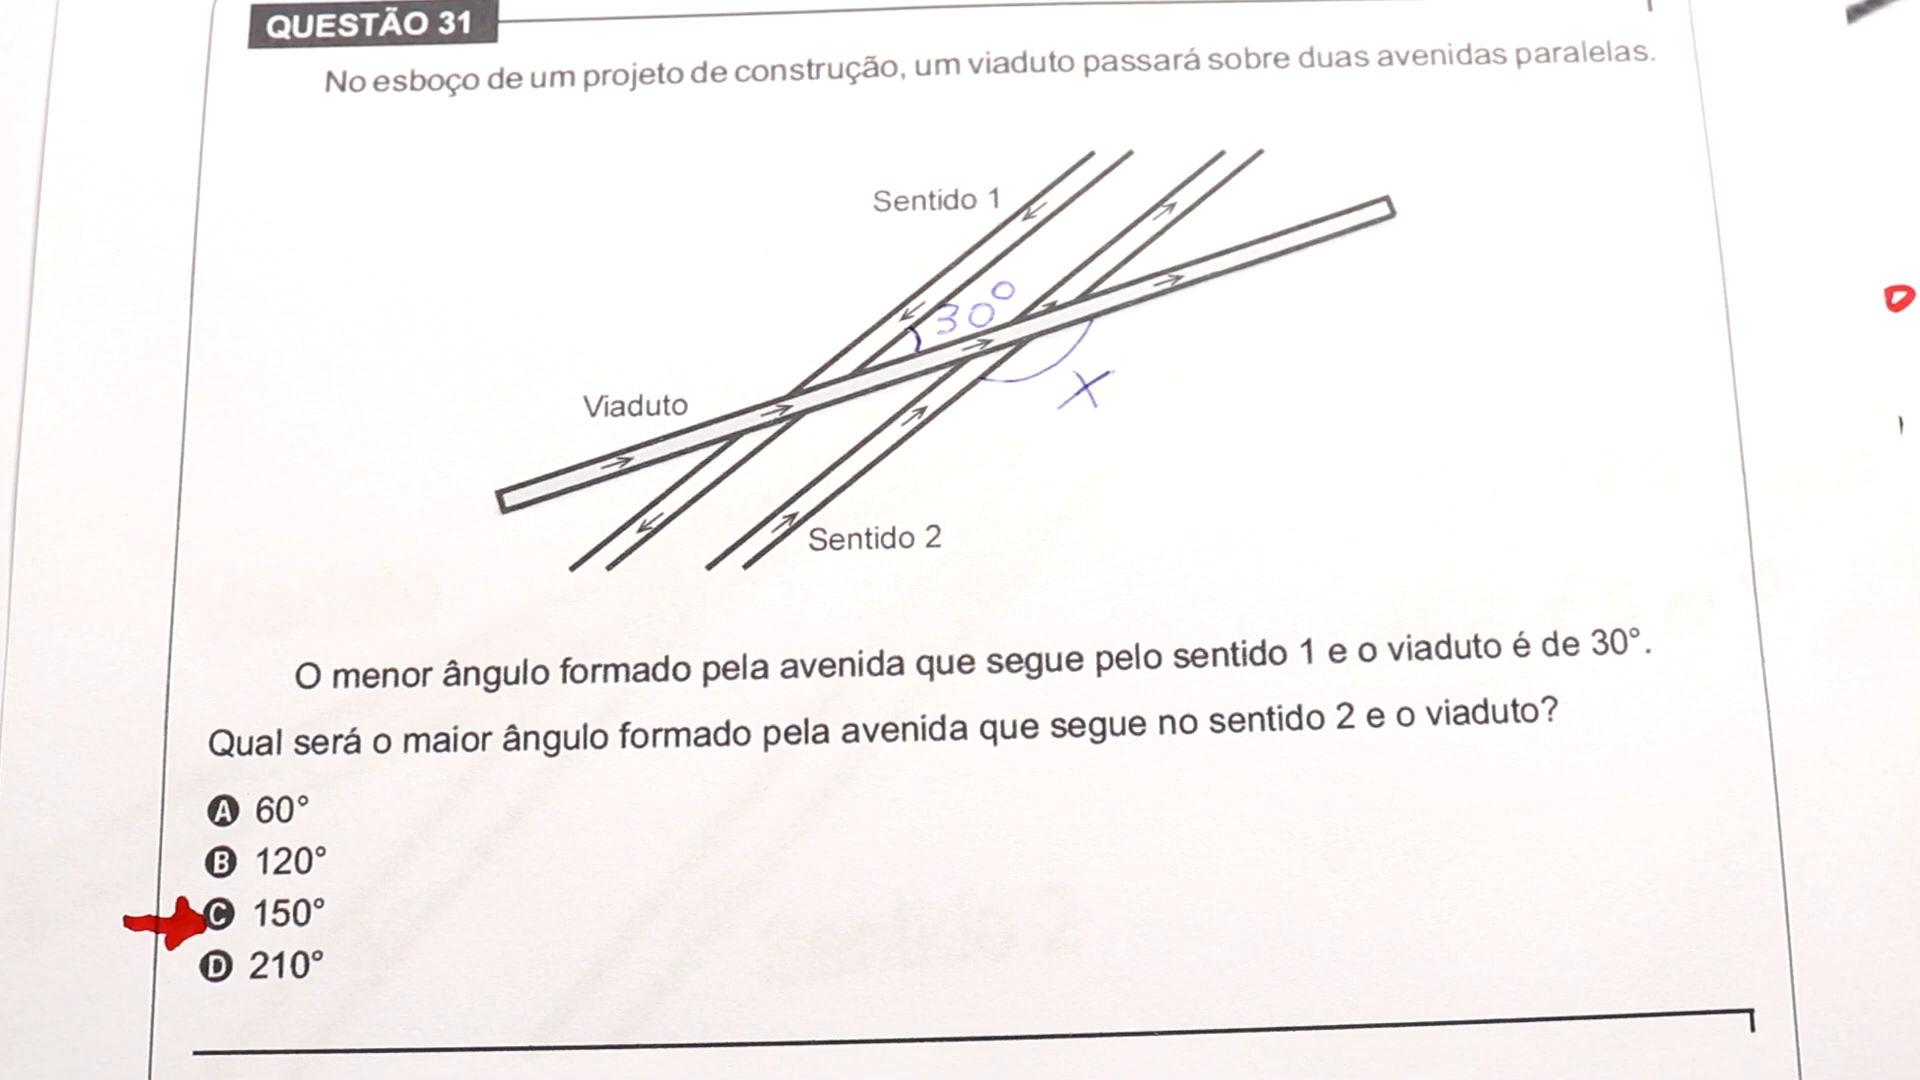 QUESTÃO 31
No esboço de um projeto de construção, um viaduto passará sobre duas avenidas paralelas.
Sentido 1
30°
Viaduto
X
Sentido 2
O menor ângulo formado pela avenida que segue pelo sentido 1 e o viaduto é de 30°.
Qual será o maior ângulo formado pela avenida que segue no sentido 2 e o viaduto?
A 60°
B 120°
C 150°
D 210°